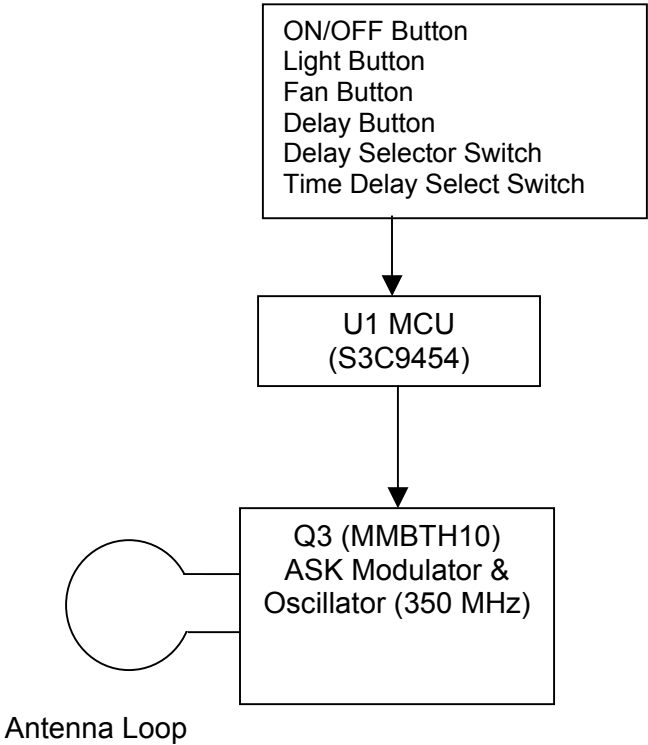 ON/OFF Button
Light Button
Fan Button
Delay Button
Delay Selector Switch
Time Delay Select Switch
U1 MCU
(S3C9454)
Q3 (MMBTH10)
ASK Modulator &
Oscillator (350 MHz)
Antenna Loop